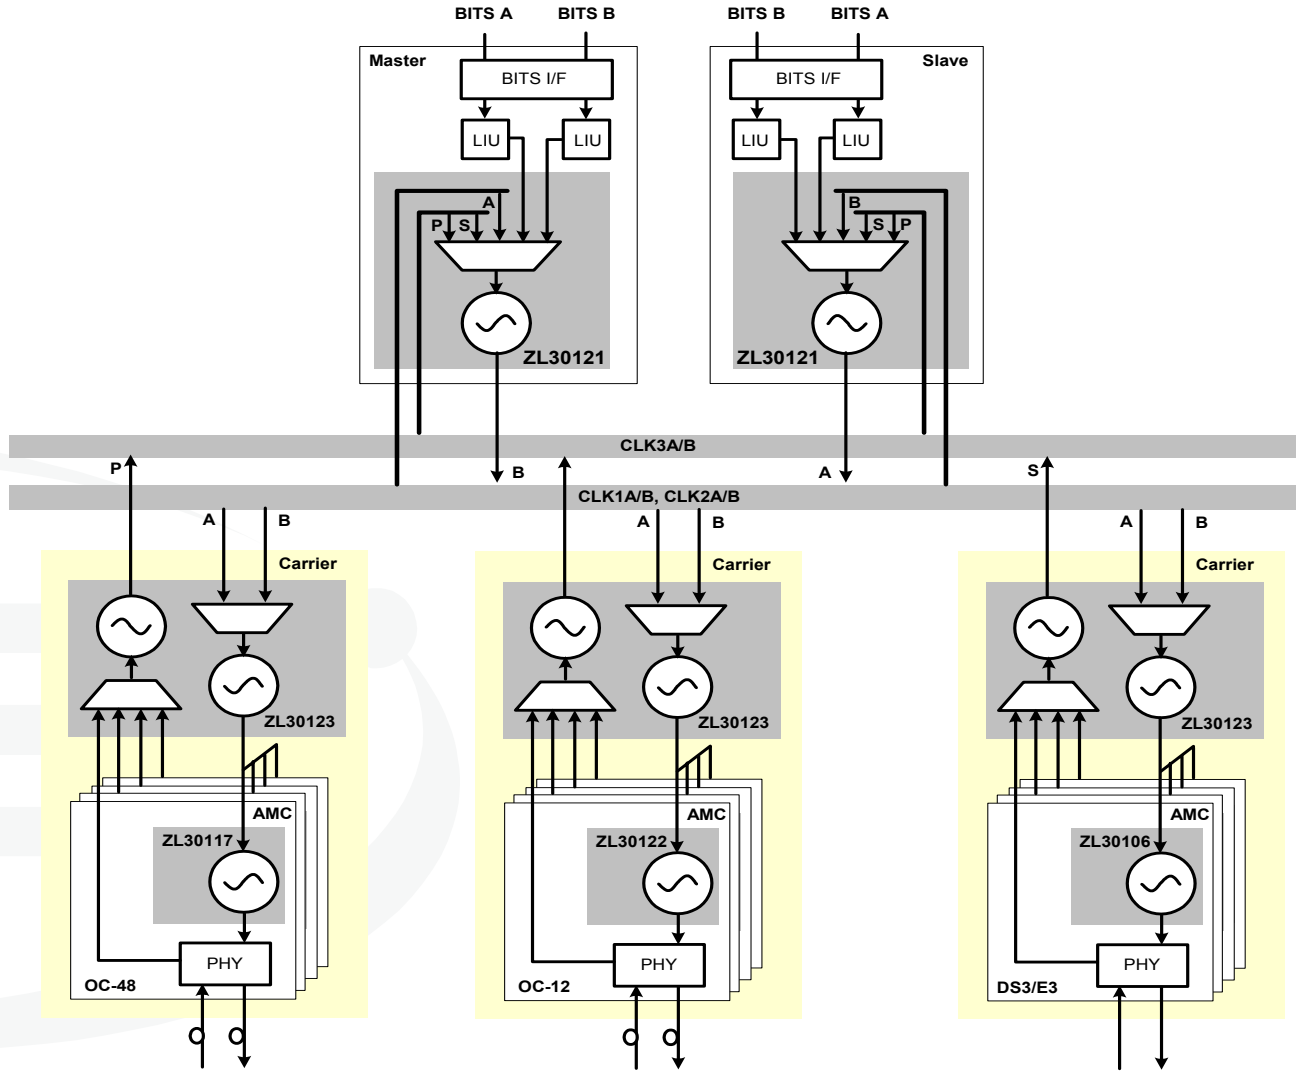 BITS A
BITS B
BITS B
BITS A
Master
BITS I/F
BITS I/F
Slave
LIU
LIU
LIU
LIU
A
P
S
B
S
P
ZL30121
ZL30121
CLK3A/B
P
B
A
S
CLK1A/B, CLK2A/B
A
B
A
B
A
B
Carrier
Carrier
Carrier
ZL30123
ZL30123
ZL30123
AMC
AMC
AMC
ZL30117
ZL30122
ZL30106
PHY
PHY
PHY
OC-48
OC-12
DS3/E3